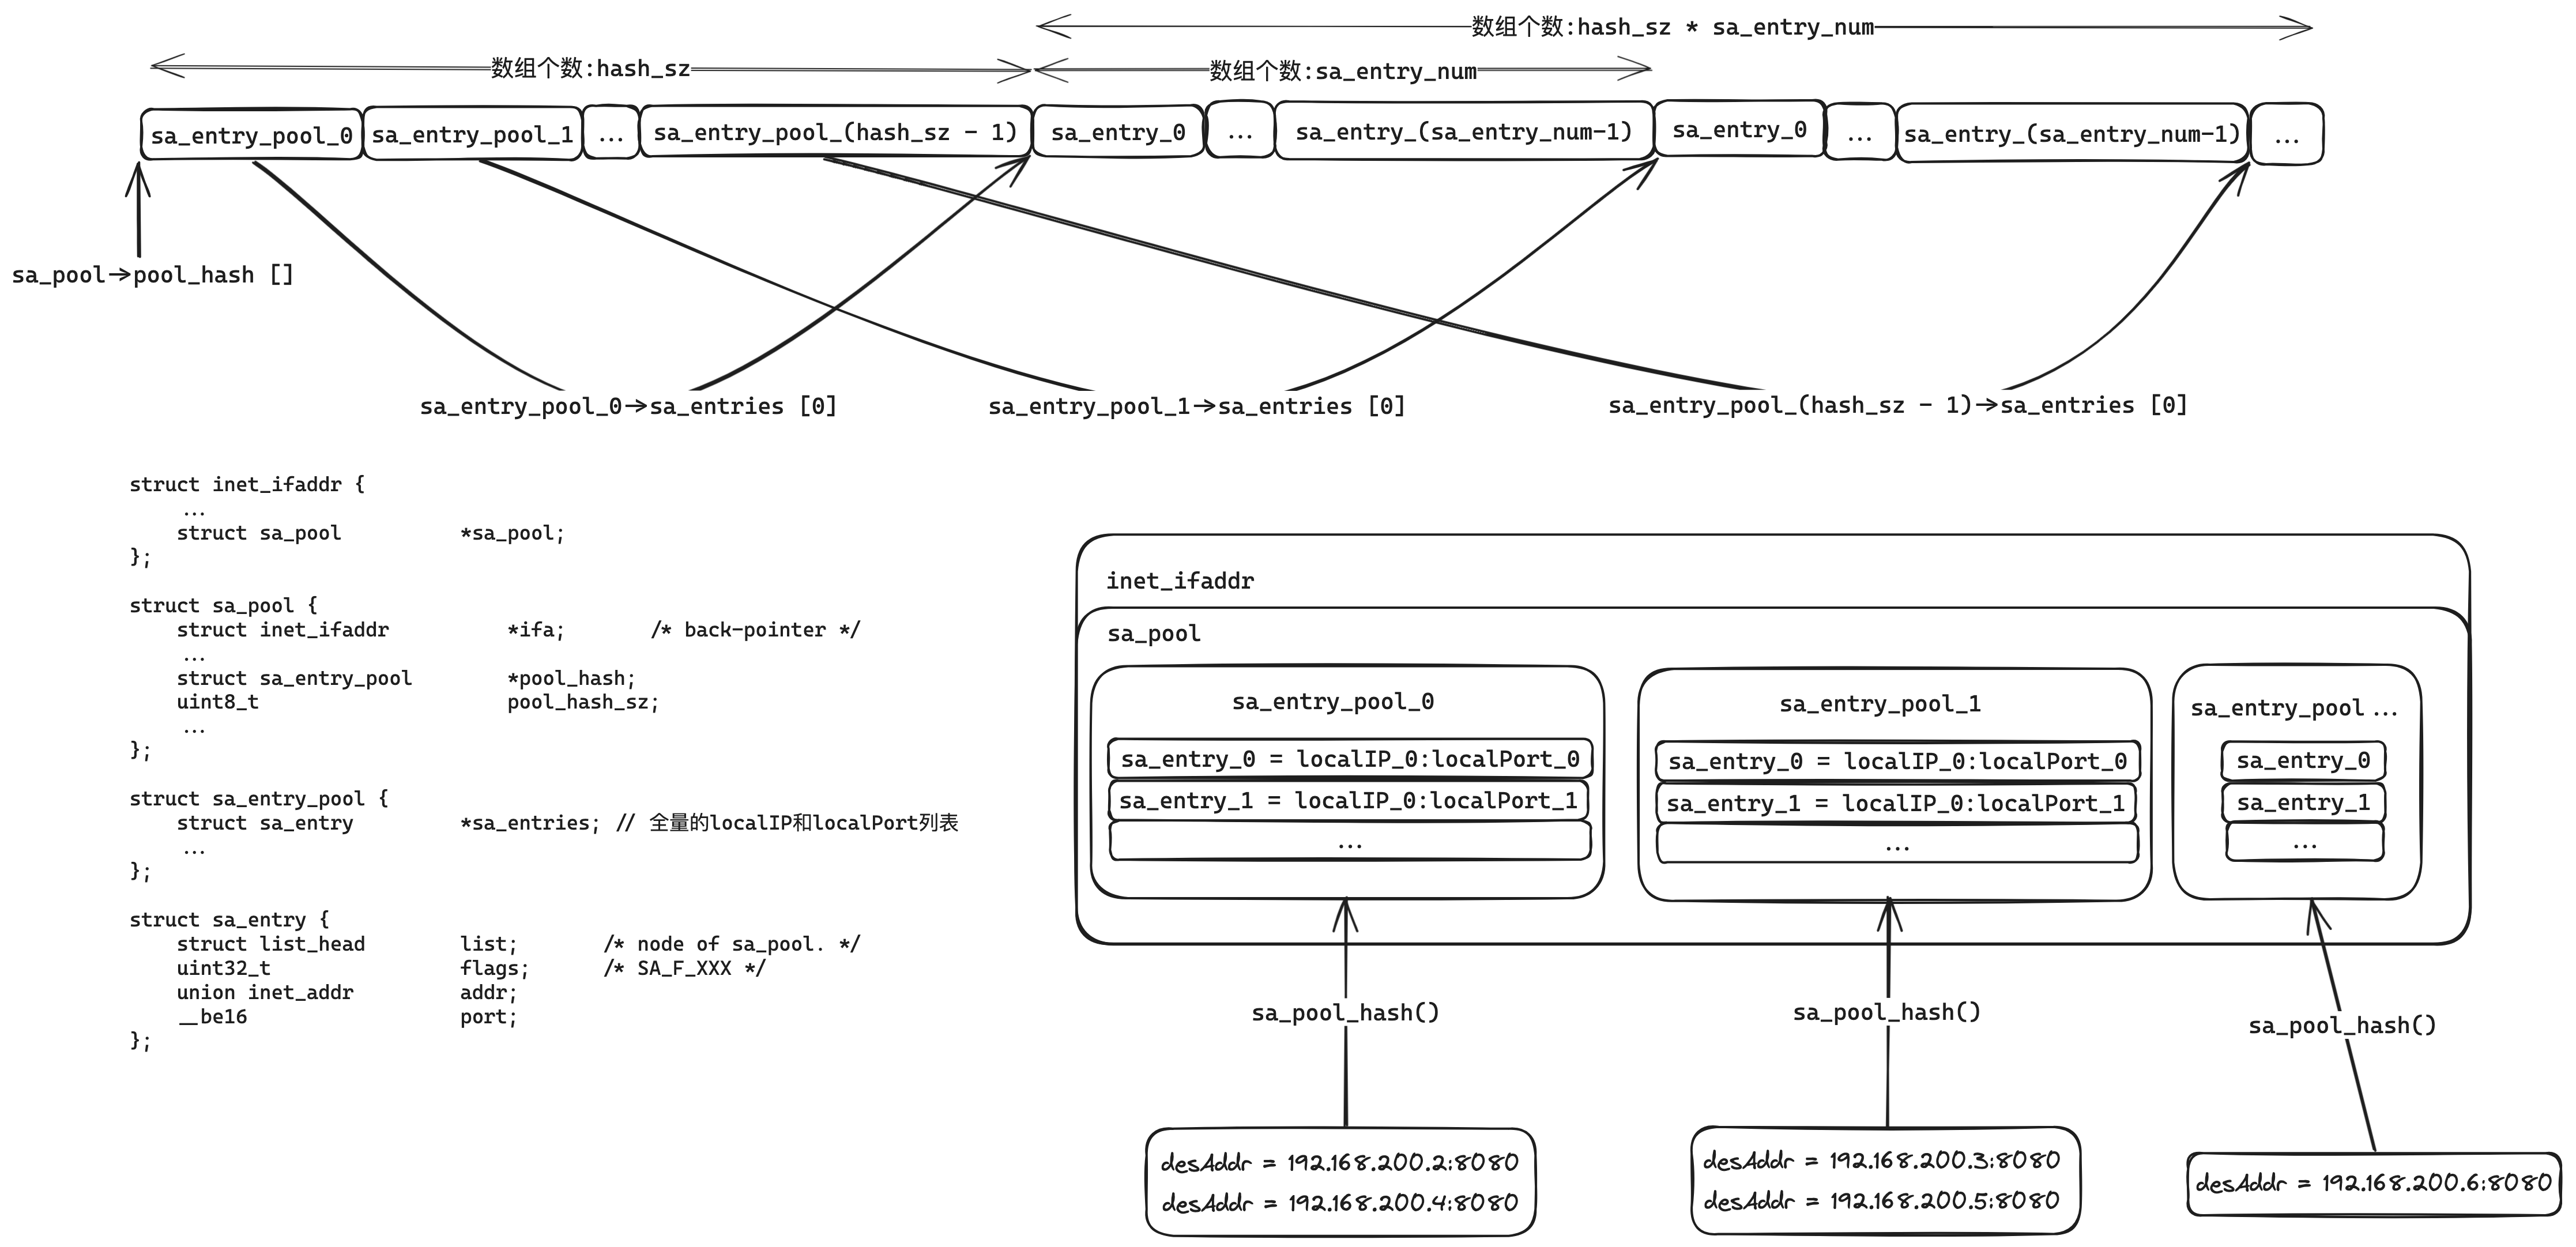 数组个数:hash_sz * sa_entry_num
数组个数:hash_sz
数组个数:sa_entry_num
sa_entry_pool_0
sa_entry_pool_1
...
sa_entry_pool_(hash_sz - 1)
sa_entry_0
...
sa_entry_(sa_entry_num-1)
sa_entry_0
...
sa_entry_(sa_entry_num-1)
...
sa_pool->pool_hash []
sa_entry_pool_0->sa_entries [0]
sa_entry_pool_1->sa_entries [0]
sa_entry_pool_(hash_sz - 1)->sa_entries [0]
struct inet_ifaddr {
...
struct sa_pool *sa_pool;
};
struct sa_pool {
struct inet_ifaddr *ifa; /* back-pointer */
...
struct sa_entry_pool *pool_hash;
uint8_t pool_hash_sz;
...
};
struct sa_entry_pool {
struct sa_entry *sa_entries; // 全量的localIP和localPort列表
...
};
struct sa_entry {
struct list_head list; /* node of sa_pool. */
uint32_t flags; /* SA_F_XXX */
union inet_addr addr;
__be16 port;
};
inet_ifaddr
sa_pool
sa_entry_pool_0
sa_entry_0 = localIP_0:localPort_0
sa_entry_1 = localIP_0:localPort_1
...
sa_entry_pool_1
sa_entry_0 = localIP_0:localPort_0
sa_entry_1 = localIP_0:localPort_1
...
sa_entry_pool ...
sa_entry_0
sa_entry_1
...
sa_pool_hash()
sa_pool_hash()
sa_pool_hash()
desAddr = 192.168.200.2:8080
desAddr = 192.168.200.4:8080
desAddr = 192.168.200.3:8080
desAddr = 192.168.200.5:8080
desAddr = 192.168.200.6:8080